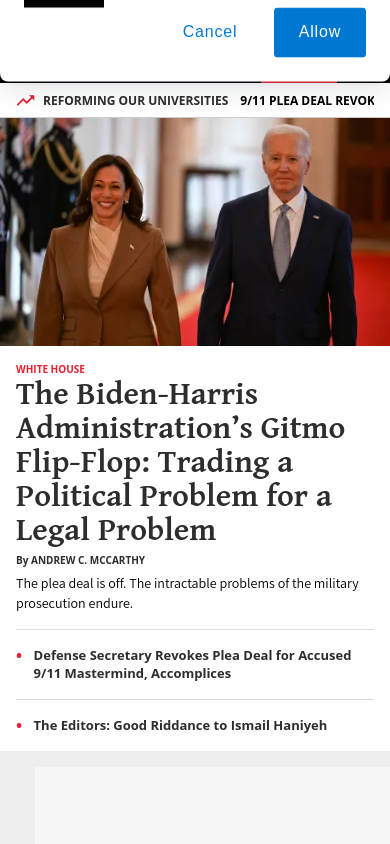 Cancel
Allow
REFORMING OUR UNIVERSITIES
9/11 PLEA DEAL REVOK
WHITE HOUSE
The Biden-Harris
Administration’s Gitmo
Flip-Flop: Trading a
Political Problem for a
Legal Problem
By ANDREW C. MCCARTHY
The plea deal is off. The intractable problems of the military
prosecution endure.
• Defense Secretary Revokes Plea Deal for Accused
9/11 Mastermind, Accomplices
• The Editors: Good Riddance to Ismail Haniyeh